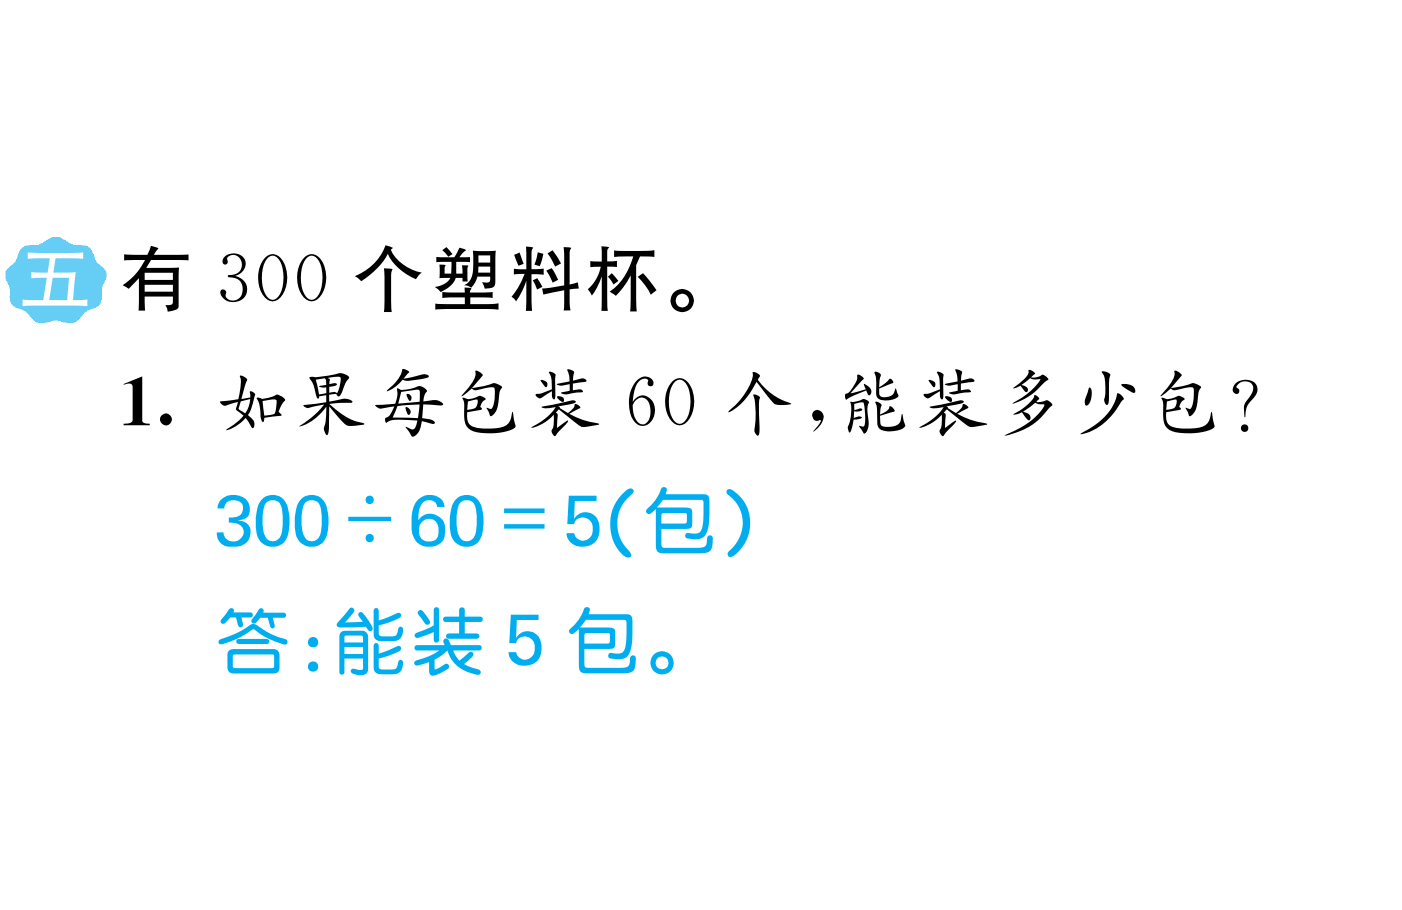 五 有 300 个塑料杯。
1. 如果每包装 60 个,能装多少包?
300÷60=5(包)
答:能装 5 包。